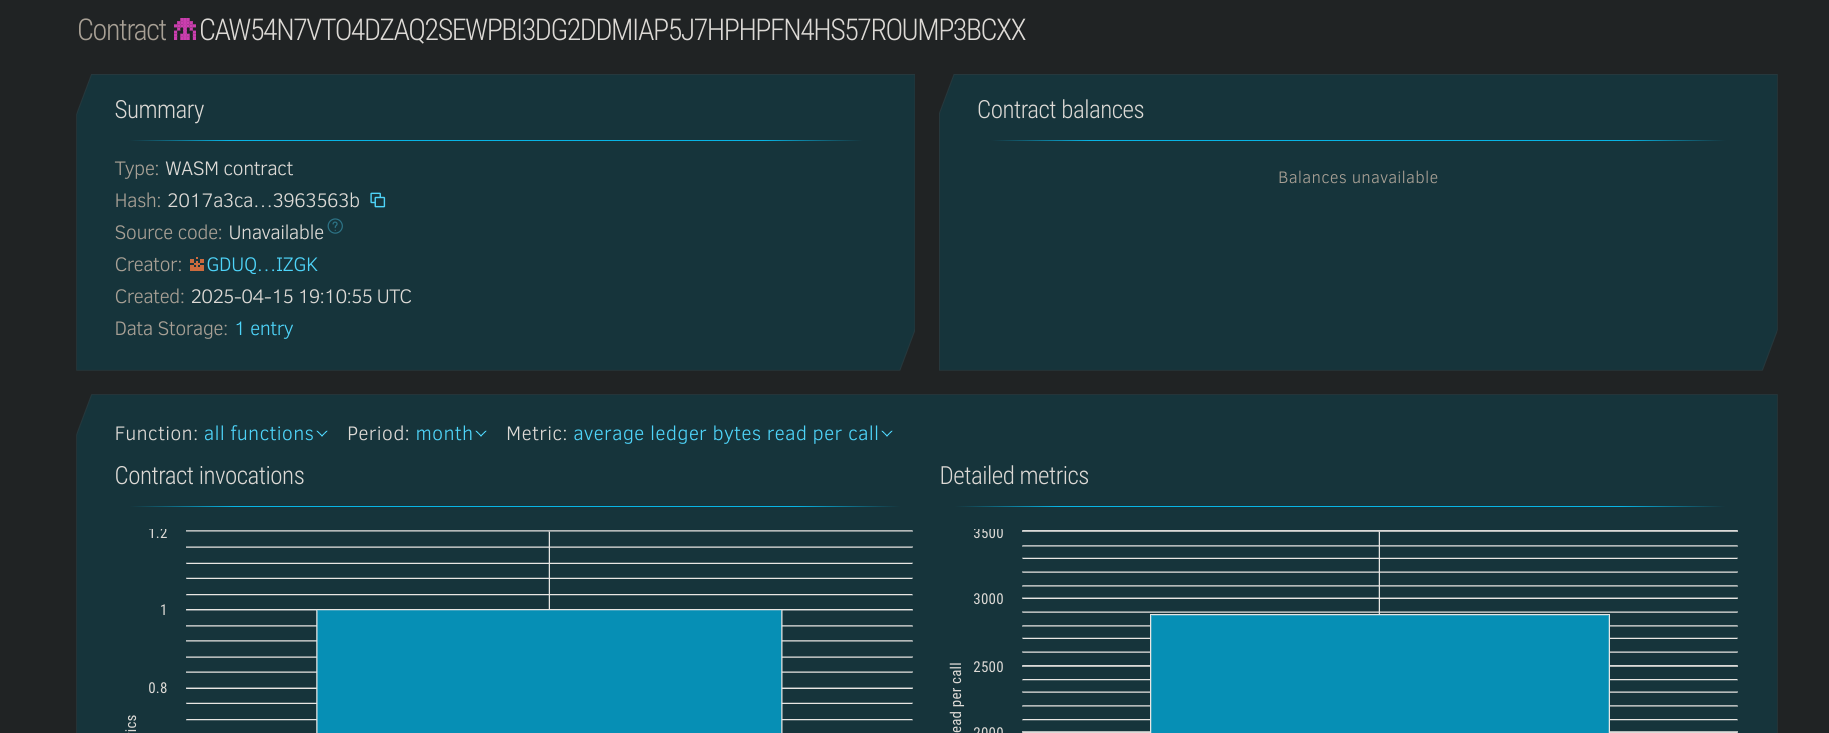 Contract CAW54N7VTO4DZAQ2SEWPBI3DG2DDMIAP5J7HPHPFN4HS57ROUMP3BCXX
Summary
Type: WASM contract
Hash: 2017a3ca…3963563b
Source code: Unavailable ?
Creator: GDUQ…IZGK
Created: 2025-04-15 19:10:55 UTC
Data Storage: 1 entry
Contract balances
Balances unavailable
Function: all functions Period: month Metric: average ledger bytes read per call
Contract invocations
1.2
1
0.8
Detailed metrics
3500
3000
2500
2000
read per call